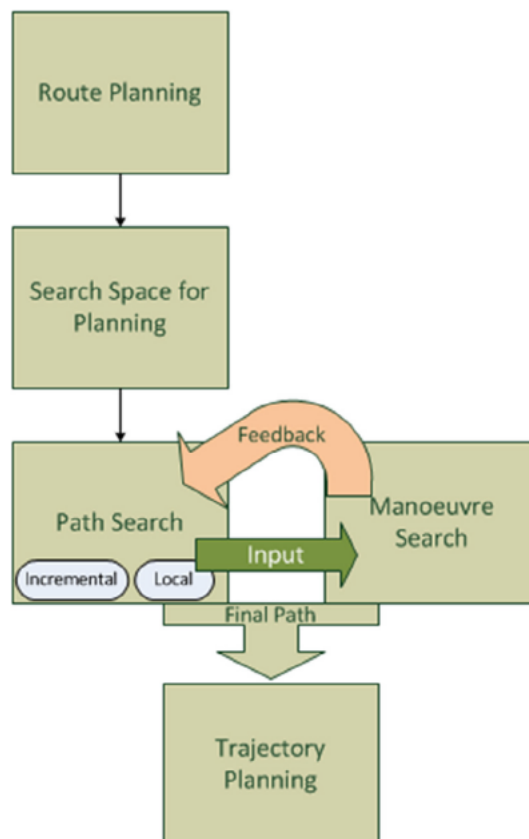 Route Planning
Search Space for
Planning
Feedback
Path Search
Manoeuvre
Search
Input
Incremental
Local
Final Path
Trajectory
Planning